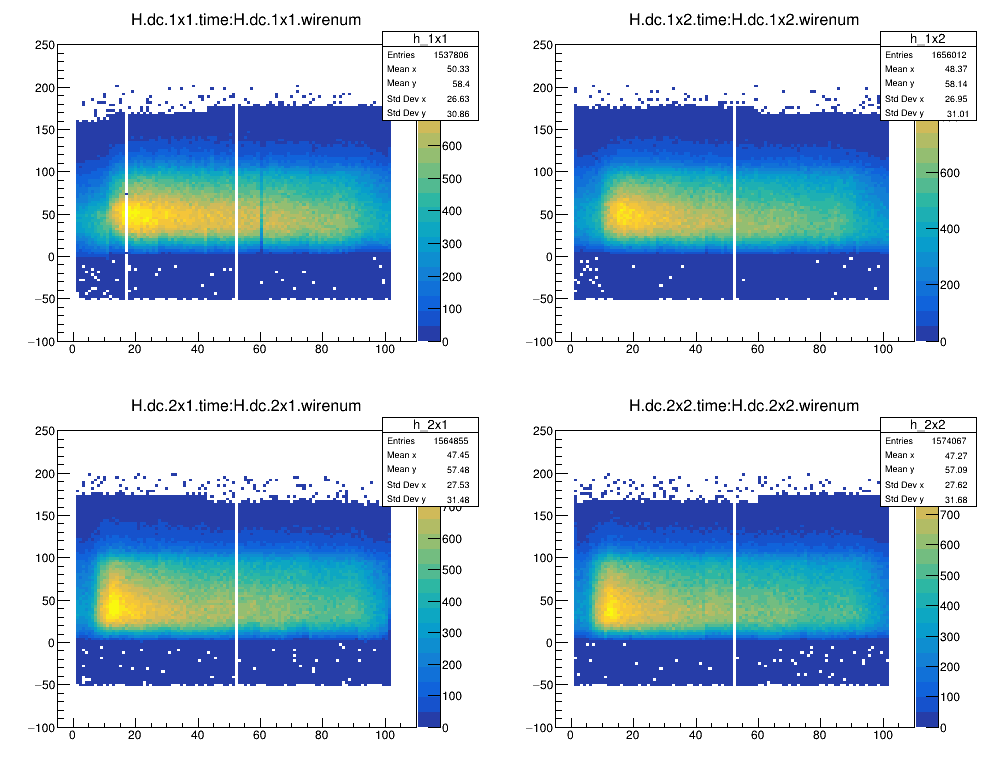 H.dc.1x1.time:H.dc.1x1.wirenum
h_1x1
Entries 1537806
Mean x 50.33
Mean y 58.4
Std Dev x 26.63
Std Dev y 30.86
250
200
150
100
50
0
−50
−100
0 20 40 60 80 100
600
500
400
300
200
100
0
H.dc.1x2.time:H.dc.1x2.wirenum
h_1x2
Entries 1656012
Mean x 48.37
Mean y 58.14
Std Dev x 26.95
Std Dev y 31.01
250
200
150
100
50
0
−50
−100
0 20 40 60 80 100
600
400
200
0
H.dc.2x1.time:H.dc.2x1.wirenum
h_2x1
Entries 1564855
Mean x 47.45
Mean y 57.48
Std Dev x 27.53
Std Dev y 31.48
250
200
150
100
50
0
−50
−100
0 20 40 60 80 100
700
600
500
400
300
200
100
0
H.dc.2x2.time:H.dc.2x2.wirenum
h_2x2
Entries 1574067
Mean x 47.27
Mean y 57.09
Std Dev x 27.62
Std Dev y 31.68
250
200
150
100
50
0
−50
−100
0 20 40 60 80 100
700
600
500
400
300
200
100
0